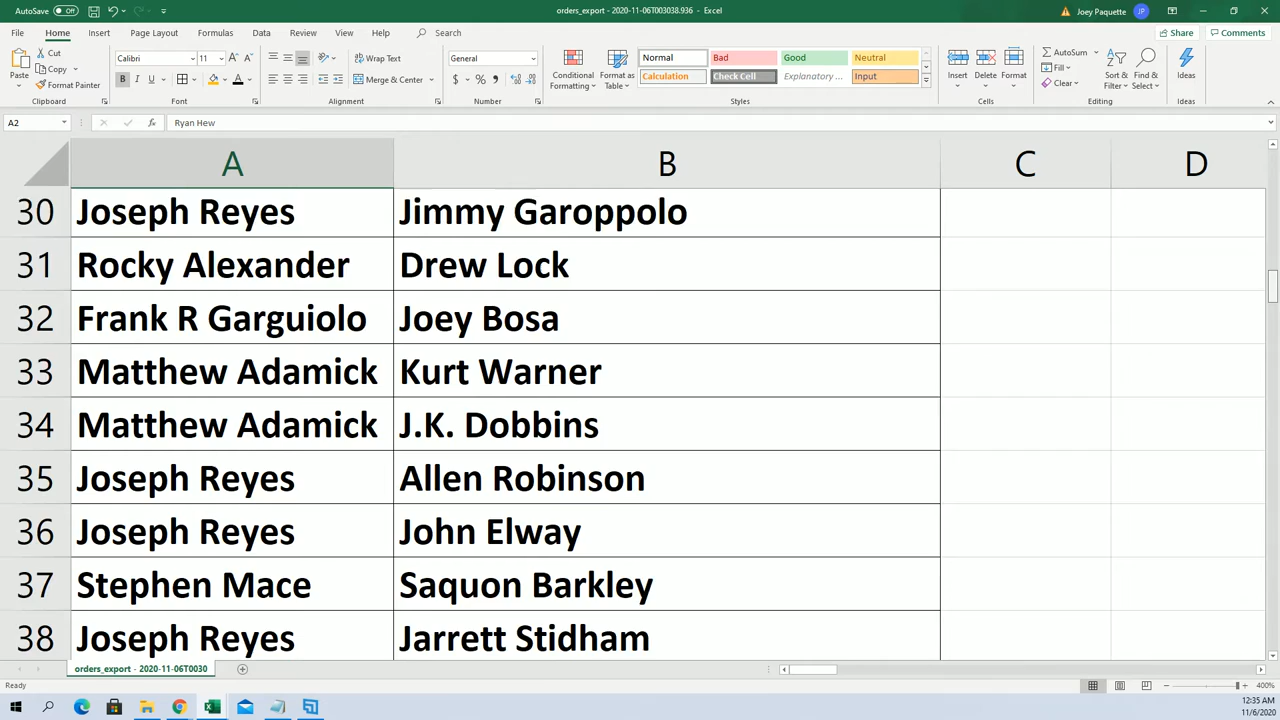 AutoSave Off
orders_export - 2020-11-06T003038.936 - Excel
Joey Paquette JP
File Home Insert Page Layout Formulas Data Review View Help Search
Share Comments
Paste
Cut
Copy
Format Painter
Clipboard
Calibri 11
B I U
Font
Wrap Text
Merge & Center
Alignment
General
$ % ,
Number
Conditional Formatting
Format as Table
Normal Bad Good Neutral
Calculation Check Cell Explanatory ... Input
Styles
Insert Delete Format
Cells
AutoSum
Fill
Clear
Sort & Filter
Find & Select
Editing
Ideas
Ideas
A2 fx Ryan Hew
A B C D
30 Joseph Reyes Jimmy Garoppolo
31 Rocky Alexander Drew Lock
32 Frank R Garguiolo Joey Bosa
33 Matthew Adamick Kurt Warner
34 Matthew Adamick J.K. Dobbins
35 Joseph Reyes Allen Robinson
36 Joseph Reyes John Elway
37 Stephen Mace Saquon Barkley
38 Joseph Reyes Jarrett Stidham
orders_export - 2020-11-06T0030
Ready
400%
12:35 AM
11/6/2020